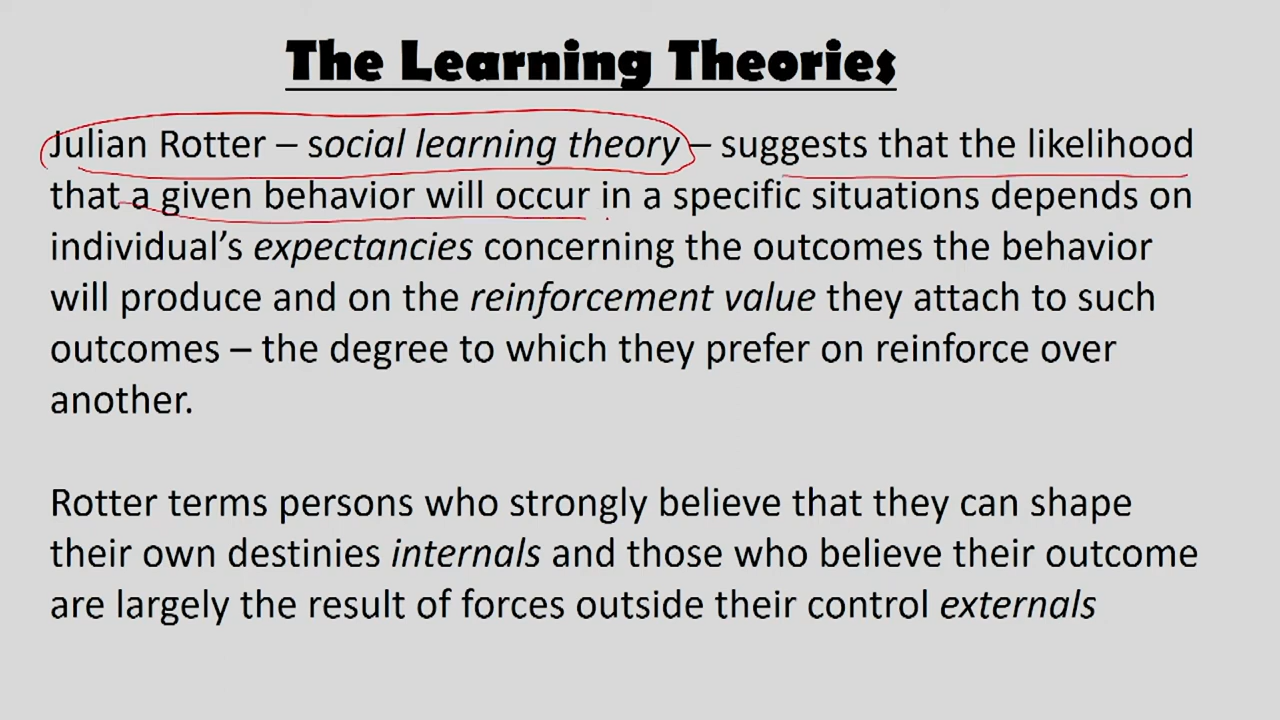 The Learning Theories
Julian Rotter – social learning theory – suggests that the likelihood
that a given behavior will occur in a specific situations depends on
individual’s expectancies concerning the outcomes the behavior
will produce and on the reinforcement value they attach to such
outcomes – the degree to which they prefer on reinforce over
another.
Rotter terms persons who strongly believe that they can shape
their own destinies internals and those who believe their outcome
are largely the result of forces outside their control externals